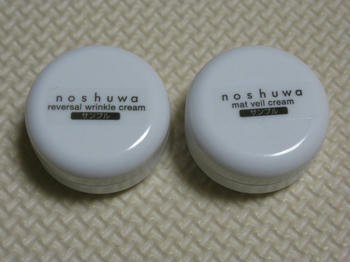 noshuwa
reversal wrinkle cream
サンプル
noshuwa
mat veil cream
サンプル